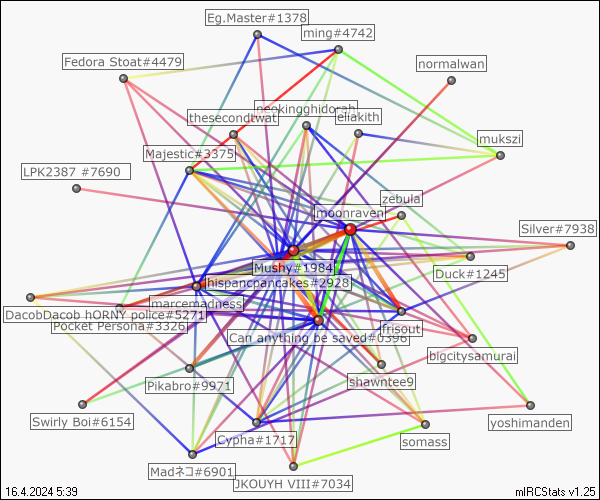 Eg.Master#1378
ming#4742
Fedora Stoat#4479
normalwan
neokingghidorah
thesecondtwat
eliakith
mukszi
Majestic#3375
LPK2387 #7690
zebula
moonraven
Silver#7938
Mushy#1984
Duck#1245
hispancpancakes#2928
marcemadness
DacobDacob hORNY police#5271
Pocket Persona#3326
Can anything be saved#0396
frisout
bigcitysamurai
Pikabro#9971
shawntee9
Swirly Boi#6154
yoshimanden
Cypha#1717
somass
Madネコ#6901
JKOUYH VIII#7034
16.4.2024 5:39
mIRCStats v1.25